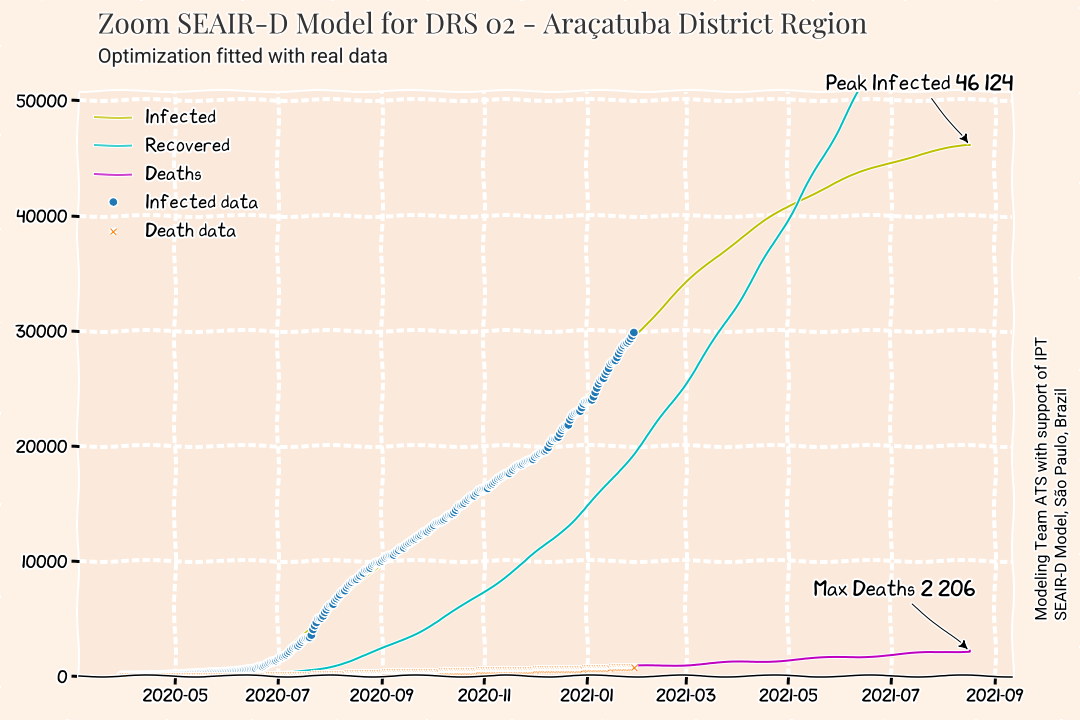 Zoom SEAIR-D Model for DRS 02 - Araçatuba District Region
Optimization fitted with real data
Peak Infected 46 124
Infected
Recovered
Deaths
Infected data
Death data
50000
40000
30000
20000
10000
0
Max Deaths 2 206
2020-05 2020-07 2020-09 2020-11 2021-01 2021-03 2021-05 2021-07 2021-09
Modeling Team ATS with support of IPT
SEAIR-D Model, São Paulo, Brazil